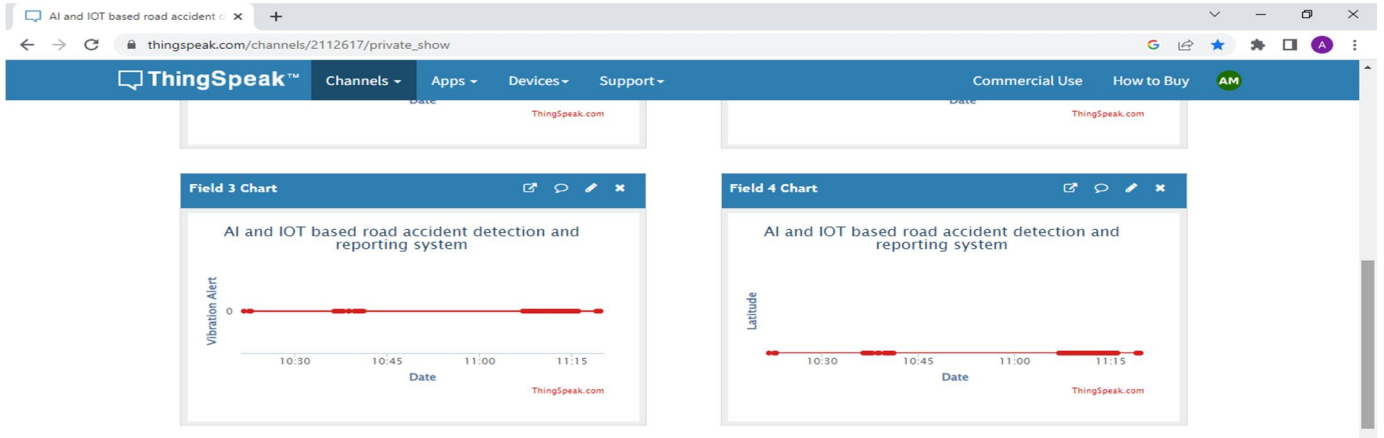 AI and IOT based road accident d
thingspeak.com/channels/2112617/private_show
G
A
ThingSpeak™ Channels Apps Devices Support Commercial Use How to Buy AM
Date Date
ThingSpeak.com ThingSpeak.com
Field 3 Chart
AI and IOT based road accident detection and
reporting system
Vibration Alert
0
10:30 10:45 11:00 11:15
Date
ThingSpeak.com
Field 4 Chart
AI and IOT based road accident detection and
reporting system
Latitude
10:30 10:45 11:00 11:15
Date
ThingSpeak.com